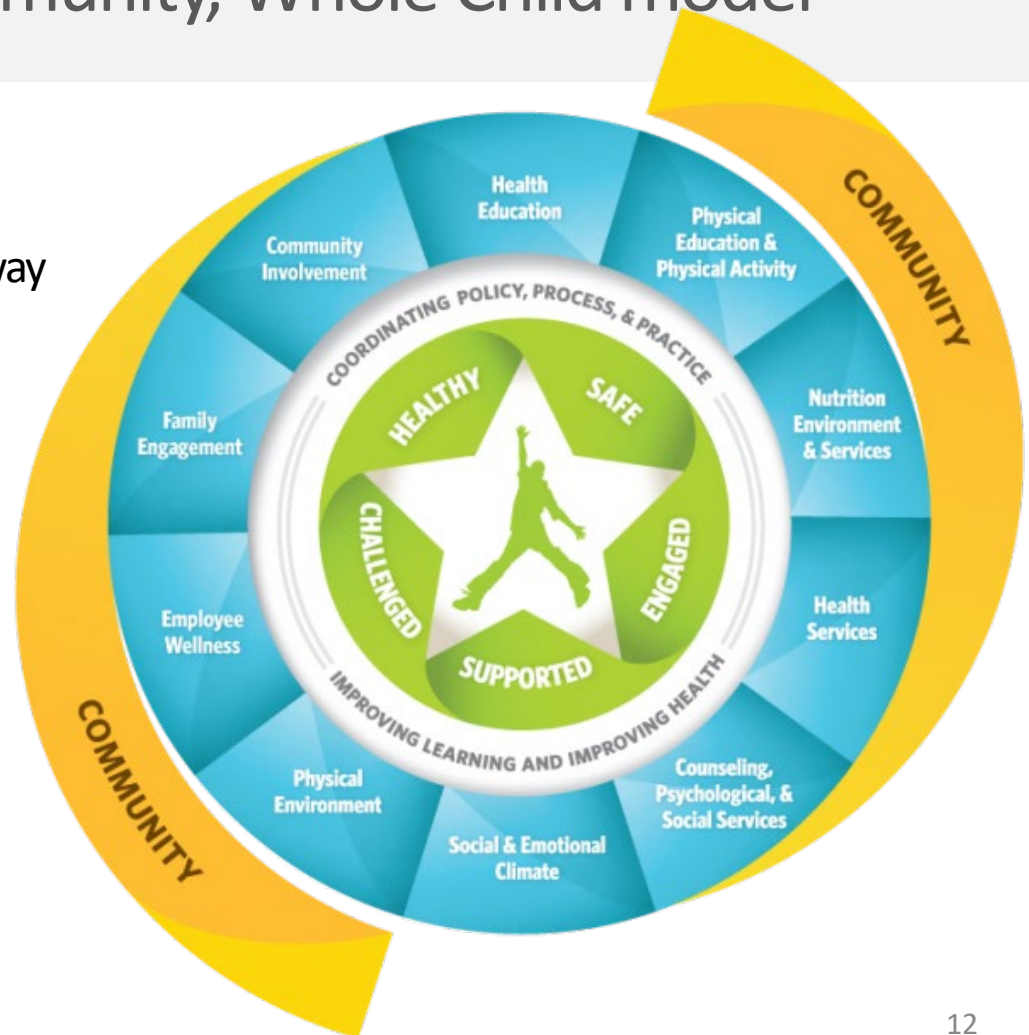 Whole Child model
COMMUNITY
Health
Education
Physical
Education &
Physical Activity
Nutrition
Environment
& Services
Health
Services
Counseling,
Psychological, &
Social Services
Social & Emotional
Climate
Physical
Environment
Employee
Wellness
Family
Engagement
Community
Involvement
COORDINATING POLICY, PROCESS, & PRACTICE
IMPROVING LEARNING AND IMPROVING HEALTH
HEALTHY
SAFE
ENGAGED
SUPPORTED
CHALLENGED
COMMUNITY
12